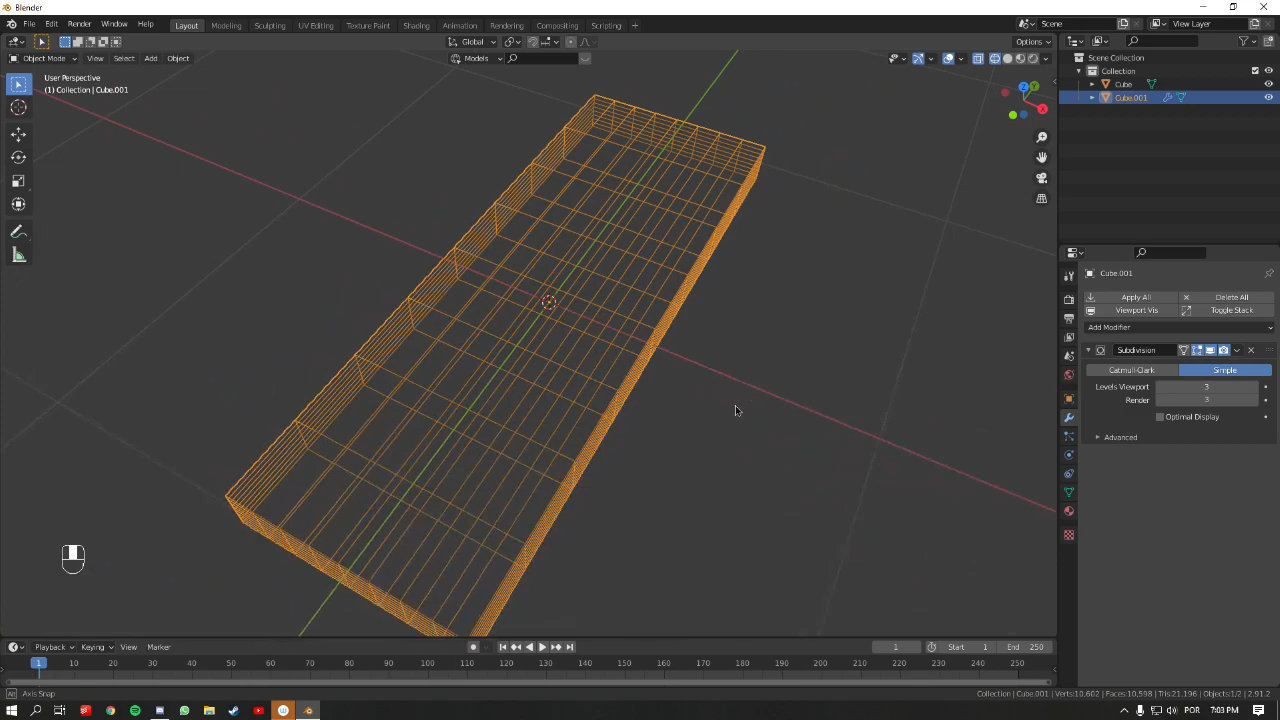 Blender
File Edit Render Window Help Layout Modeling Sculpting UV Editing Texture Paint Shading Animation Rendering Compositing Scripting + Scene View Layer
Global Options
Object Mode View Select Add Object Models
User Perspective
(1) Collection | Cube.001
Scene Collection
Collection
Cube
Cube.001
Z
Y
X
Cube.001
Apply All Delete All
Viewport Vis Toggle Stack
Add Modifier
Subdivision
Catmull-Clark Simple
Levels Viewport 3
Render 3
Optimal Display
Advanced
Playback Keying View Marker 1 Start 1 End 250
1 10 20 30 40 50 60 70 80 90 100 110 120 130 140 150 160 170 180 190 200 210 220 230 240 250
Axis Snap Collection | Cube.001 | Verts:10,602 | Faces:10,598 | Tris:21,196 | Objects:1/2 | 2.91.2
POR 7:03 PM